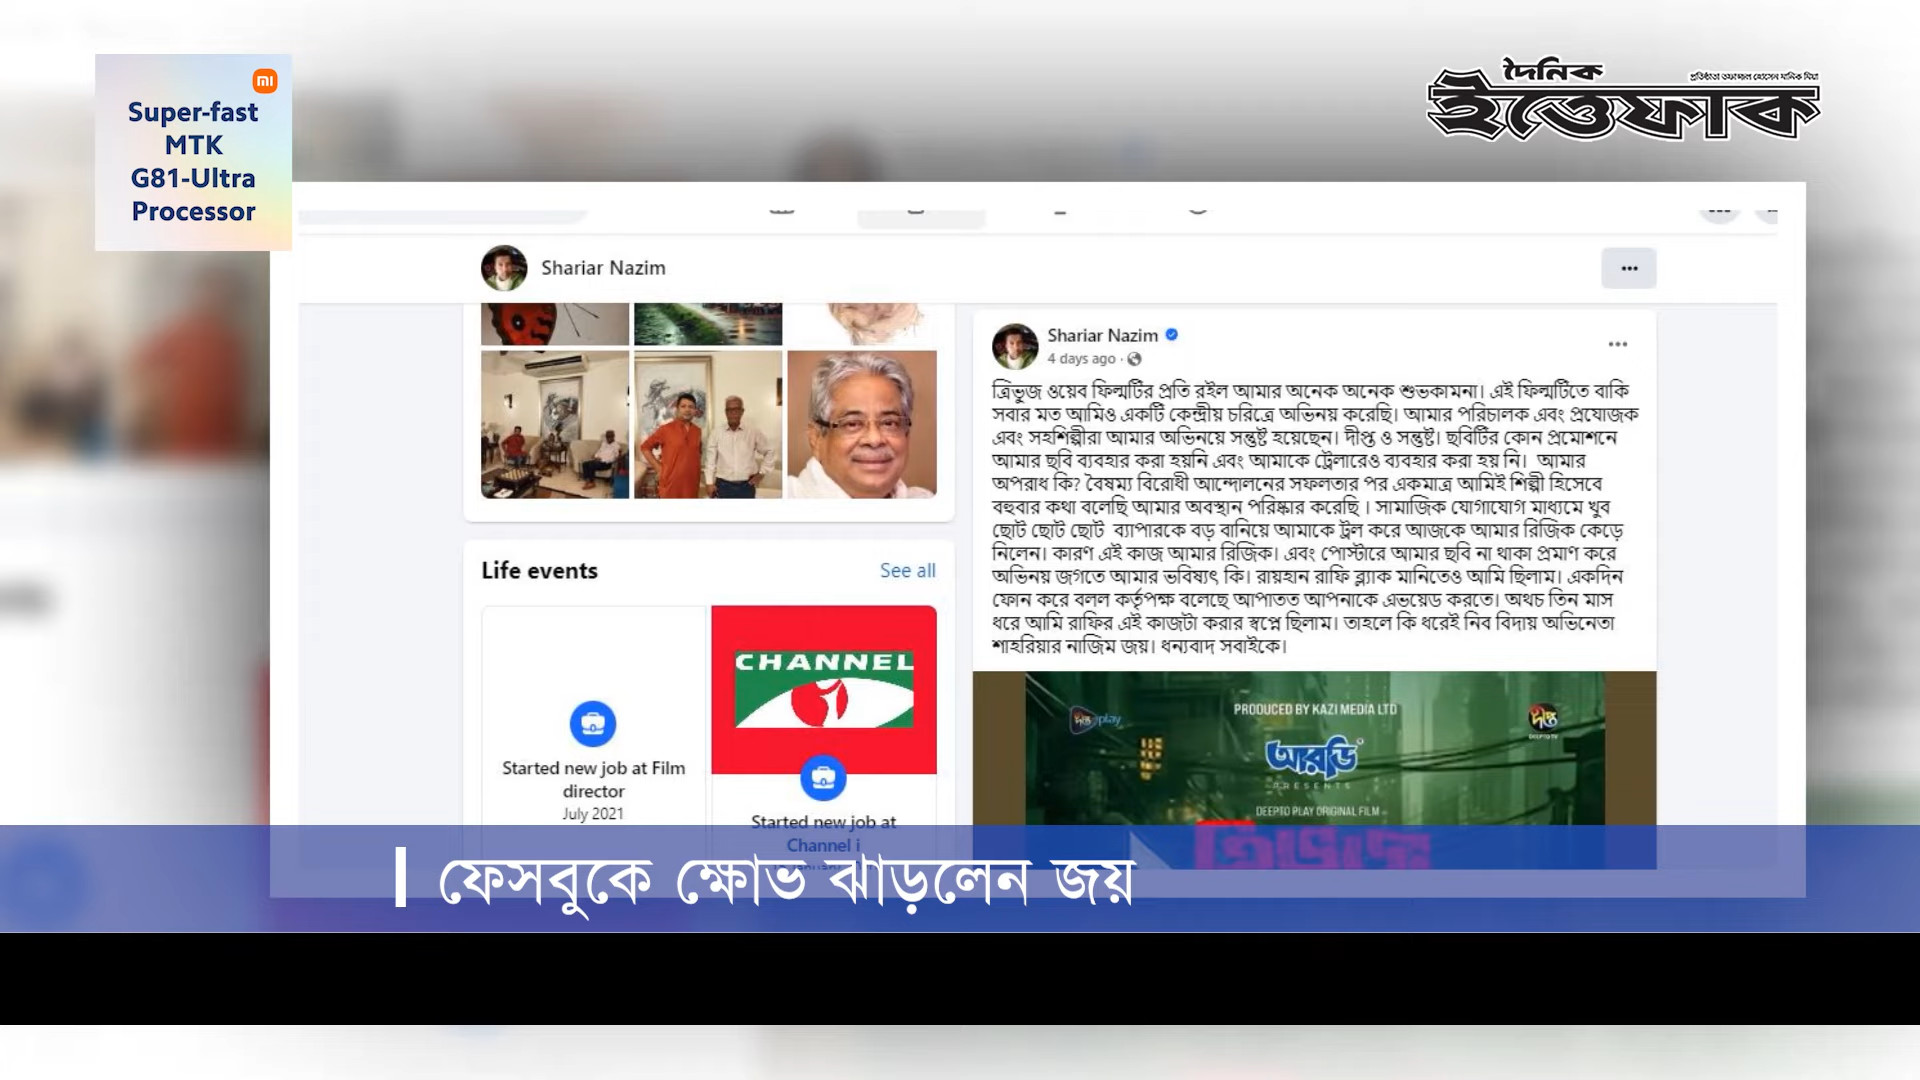 Super-fast
MTK
G81-Ultra
Processor
দৈনিক
ইত্তেফাক
প্রতিষ্ঠাতা তফাজ্জল হোসেন মানিক মিয়া
Shariar Nazim
Shariar Nazim
4 days ago
ত্রিভুজ ওয়েব ফিল্মটির প্রতি রইল আমার অনেক অনেক শুভকামনা। এই ফিল্মটিতে বাকি
সবার মত আমিও একটি কেন্দ্রীয় চরিত্রে অভিনয় করেছি। আমার পরিচালক এবং প্রযোজক
এবং সহশিল্পীরা আমার অভিনয়ে সন্তুষ্ট হয়েছেন। দীপ্ত ও সন্তুষ্ট। ছবিটির কোন প্রমোশনে
আমার ছবি ব্যবহার করা হয়নি এবং আমাকে ট্রেলারেও ব্যবহার করা হয় নি। আমার
অপরাধ কি? বৈষম্য বিরোধী আন্দোলনের সফলতার পর একমাত্র আমিই শিল্পী হিসেবে
বহুবার কথা বলেছি আমার অবস্থান পরিষ্কার করেছি । সামাজিক যোগাযোগ মাধ্যমে খুব
ছোট ছোট ছোট ব্যাপারকে বড় বানিয়ে আমাকে ট্রল করে আজকে আমার রিজিক কেড়ে
নিলেন। কারণ এই কাজ আমার রিজিক। এবং পোস্টারে আমার ছবি না থাকা প্রমাণ করে
অভিনয় জগতে আমার ভবিষ্যৎ কি। রায়হান রাফি ব্ল্যাক মানিতেও আমি ছিলাম। একদিন
ফোন করে বলল কর্তৃপক্ষ বলেছে আপাতত আপনাকে এভয়েড করতে। অথচ তিন মাস
ধরে আমি রাফির এই কাজটা করার স্বপ্নে ছিলাম। তাহলে কি ধরেই নিব বিদায় অভিনেতা
শাহরিয়ার নাজিম জয়। ধন্যবাদ সবাইকে।
Life events
See all
CHANNEL
Started new job at Film
director
July 2021
Started new job at
Channel i
দীপ্ত play
PRODUCED BY KAZI MEDIA LTD
দীপ্ত
DEEPTO TV
আরডি
PRESENTS
DEEPTO PLAY ORIGINAL FILM
ত্রিভুজ
ফেসবুকে ক্ষোভ ঝাড়লেন জয়